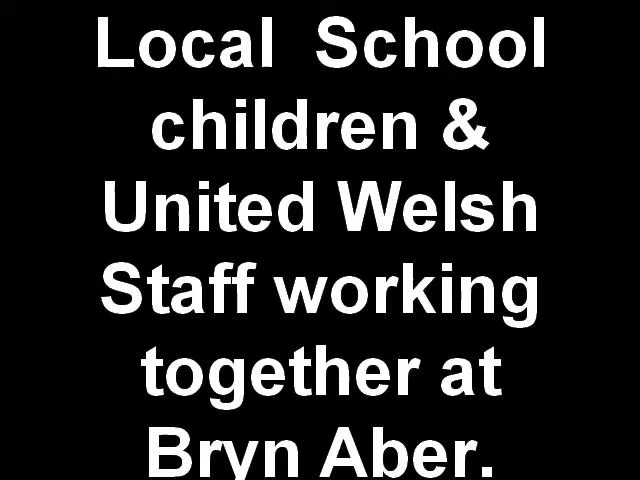 Local  School
children &
United Welsh
Staff working
together at
Bryn Aber.